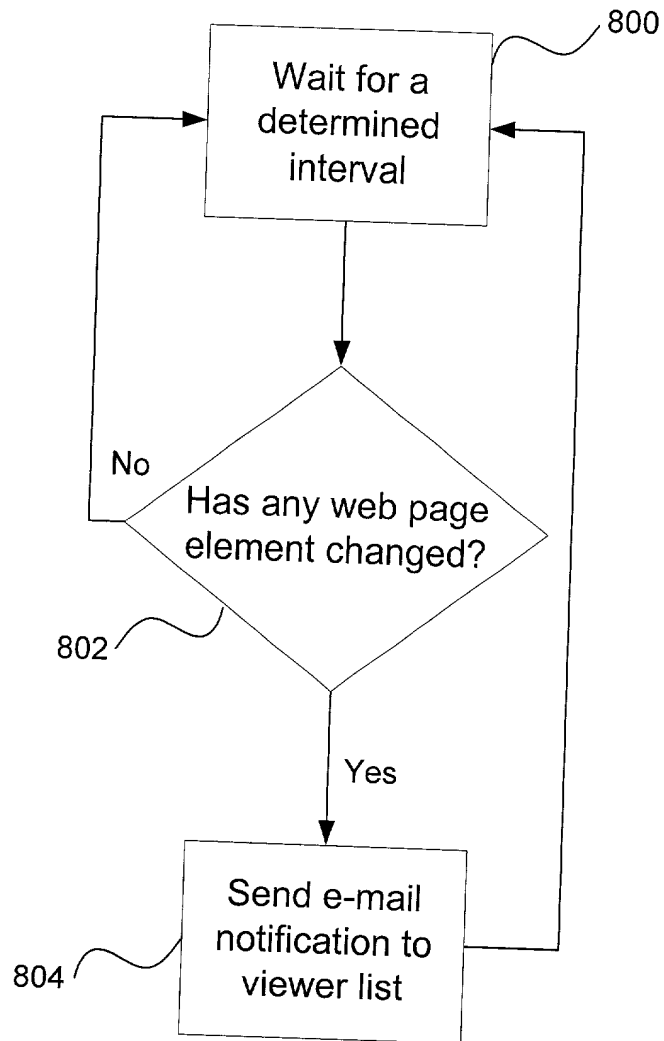 800
Wait for a
determined
interval
No
Has any web page
element changed?
802
Yes
Send e-mail
notification to
viewer list
804